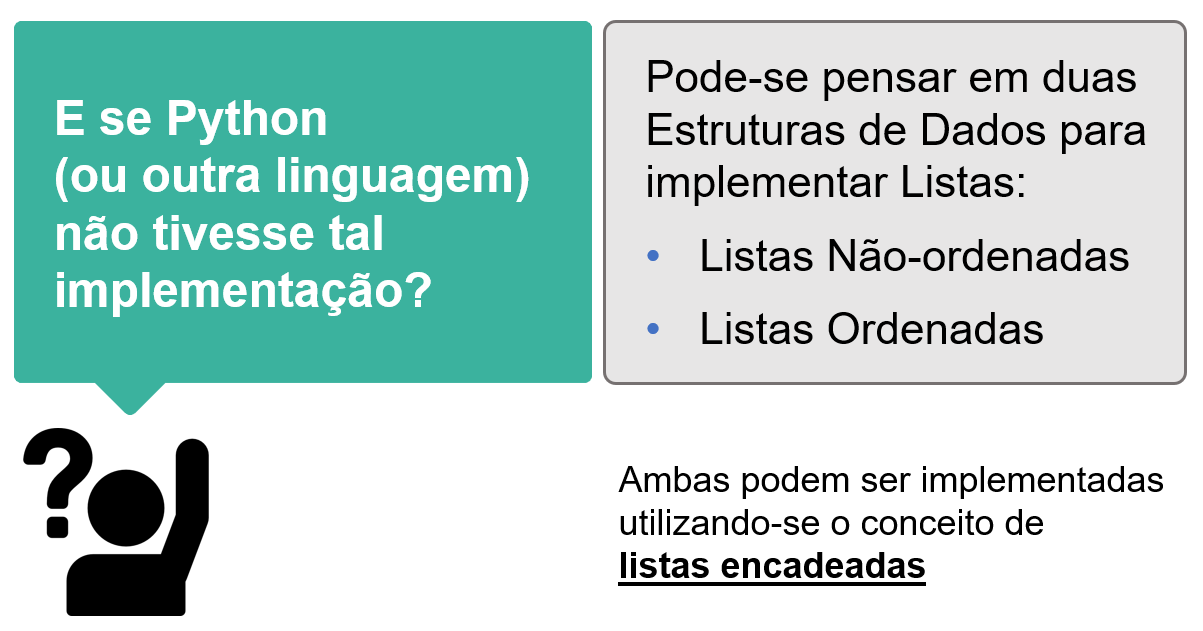 E se Python
(ou outra linguagem)
não tivesse tal
implementação?
Pode-se pensar em duas
Estruturas de Dados para
implementar Listas:
• Listas Não-ordenadas
• Listas Ordenadas
?
Ambas podem ser implementadas
utilizando-se o conceito de
listas encadeadas